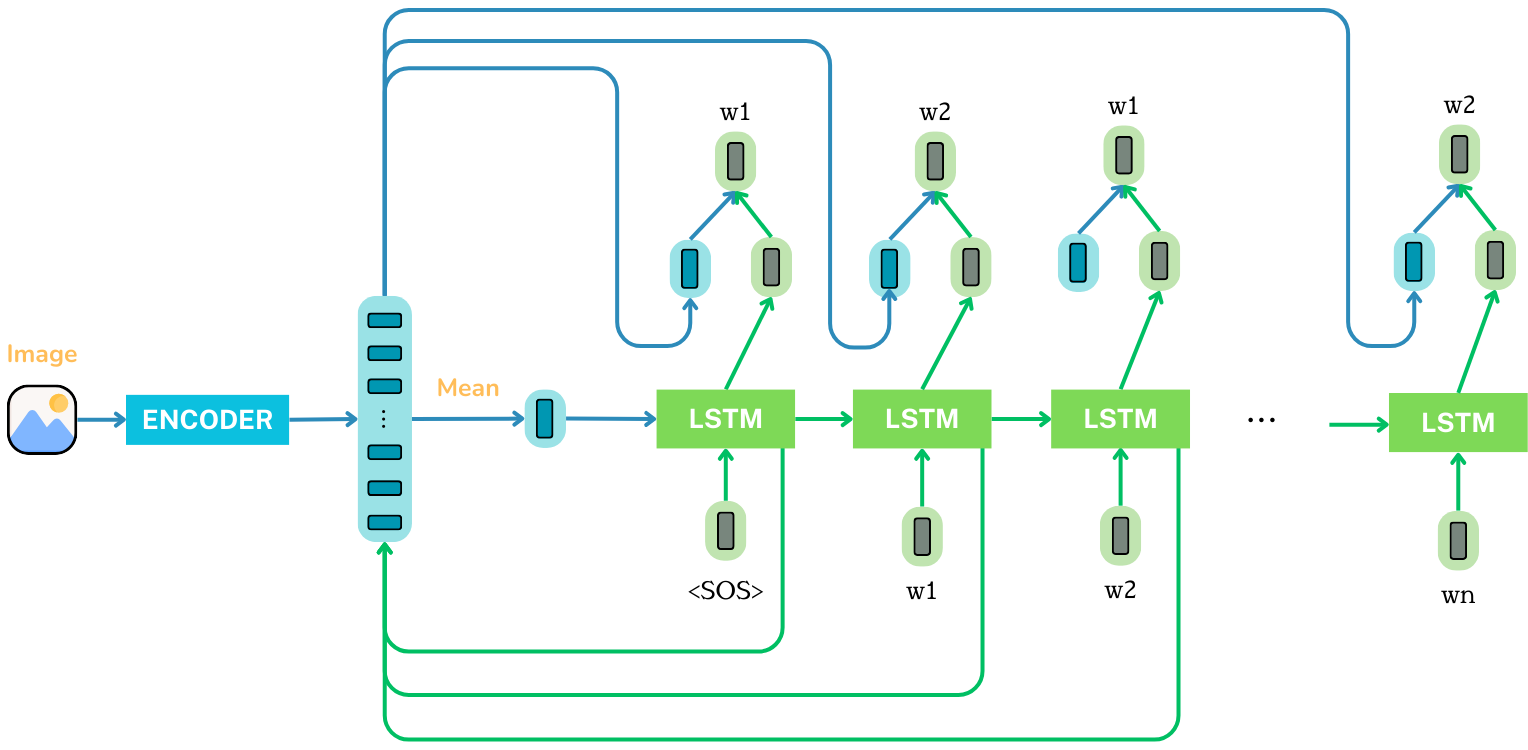 w1
w2
w1
w2
Image
Mean
ENCODER
LSTM
LSTM
LSTM
...
LSTM
<SOS>
w1
w2
wn